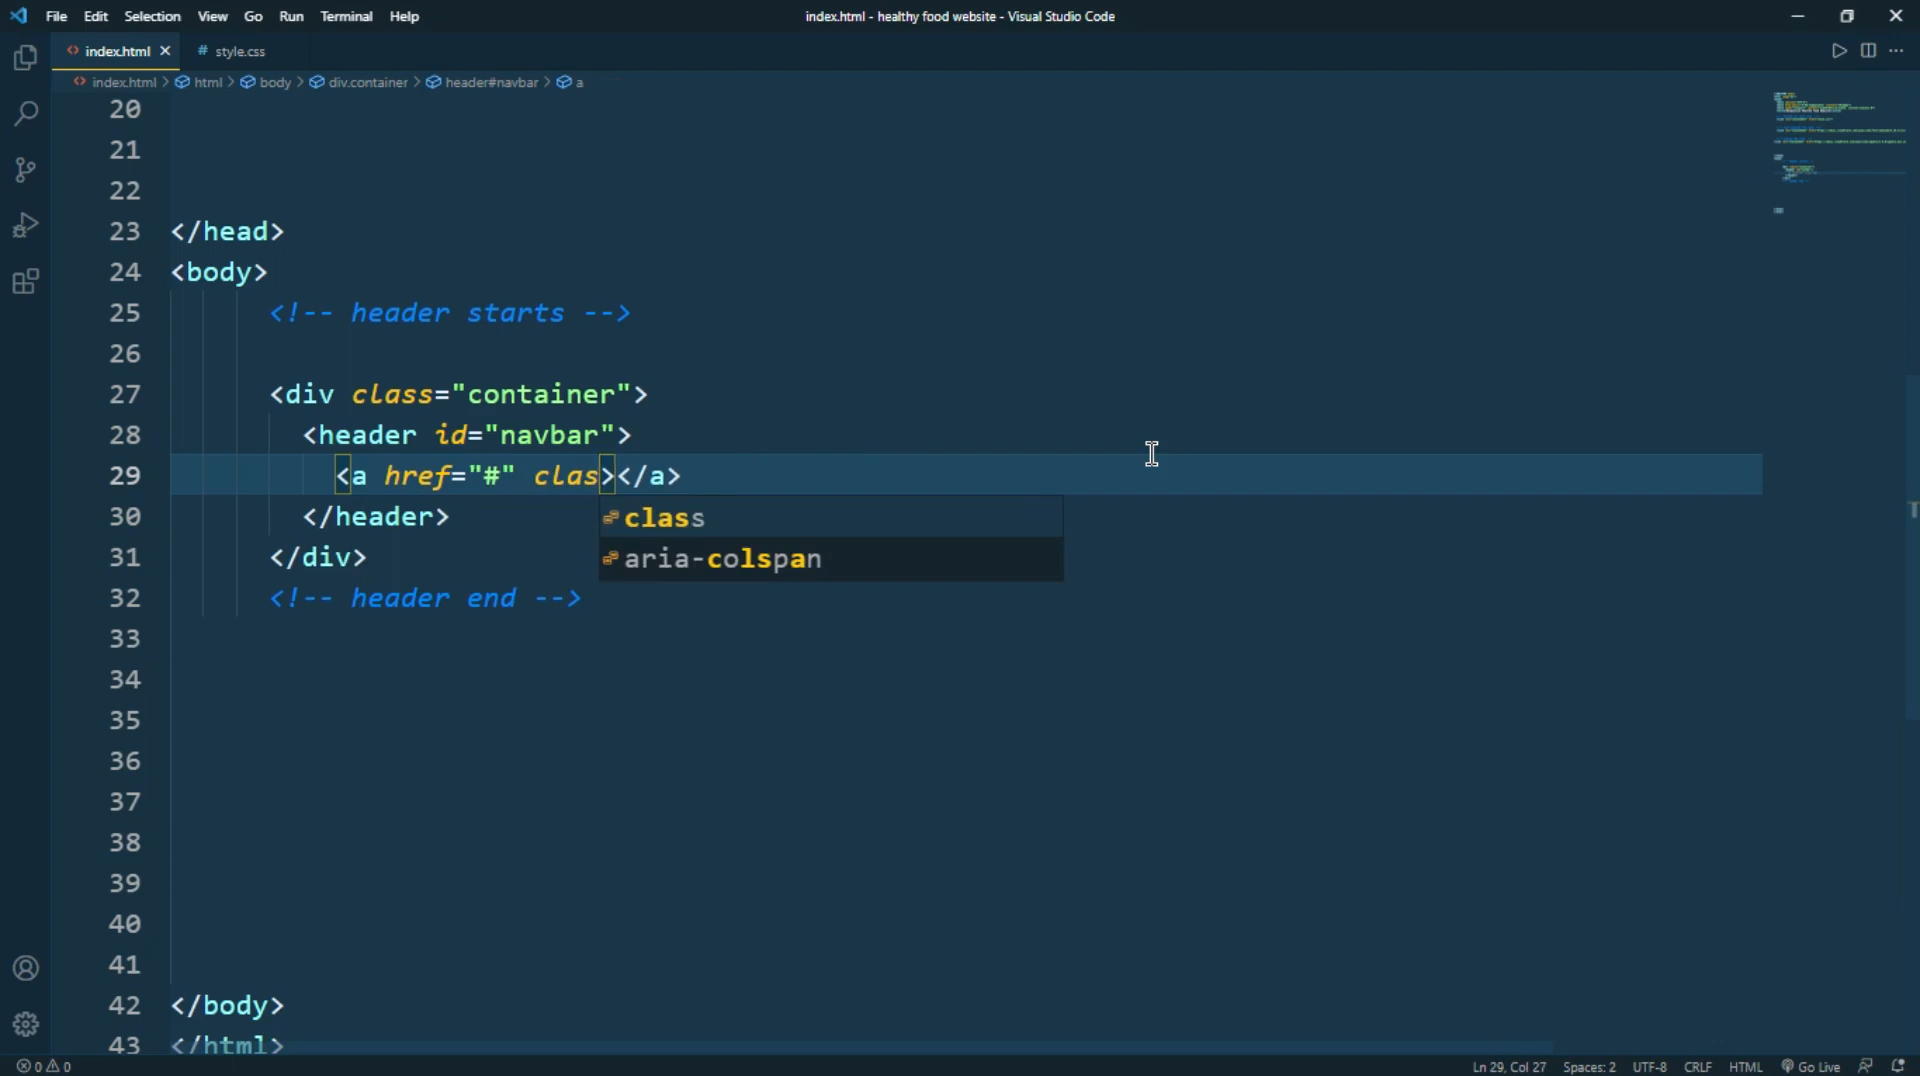 File Edit Selection View Go Run Terminal Help index.html - healthy food website - Visual Studio Code
index.html # style.css
index.html > html > body > div.container > header#navbar > a
20
21
22
23 </head>
24 <body>
25 <!-- header starts -->
26
27 <div class="container">
28 <header id="navbar">
29 <a href="#" clas></a>
30 </header> class
aria-colspan
31 </div>
32 <!-- header end -->
33
34
35
36
37
38
39
40
41
42 </body>
43 </html>
0 0 Ln 29, Col 27 Spaces: 2 UTF-8 CRLF HTML Go Live